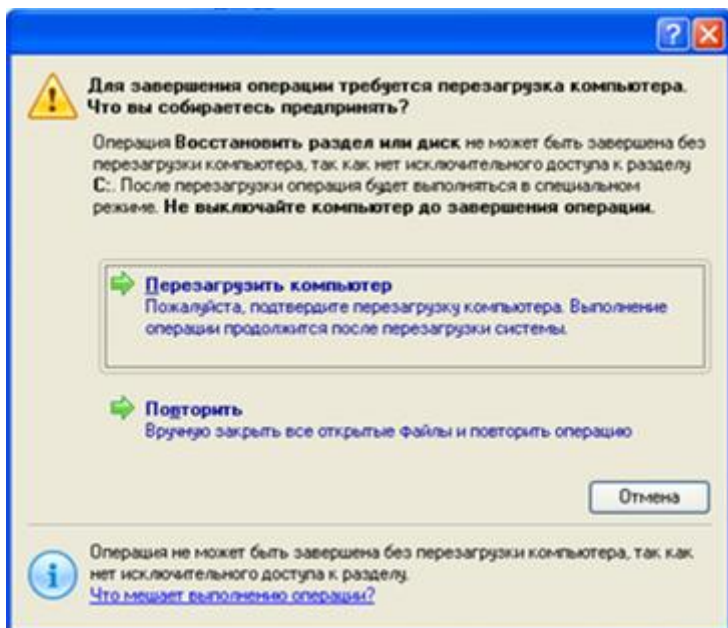 Для завершения операции требуется перезагрузка компьютера.
Что вы собираетесь предпринять?
Операция Восстановить раздел или диск не может быть завершена без
перезагрузки компьютера, так как нет исключительного доступа к разделу
C:. После перезагрузки операция будет выполняться в специальном
режиме. Не выключайте компьютер до завершения операции.
Перезагрузить компьютер
Пожалуйста, подтвердите перезагрузку компьютера. Выполнение
операции продолжится после перезагрузки системы.
Повторить
Вручную закрыть все открытые файлы и повторить операцию
Отмена
Операция не может быть завершена без перезагрузки компьютера, так как
нет исключительного доступа к разделу.
Что мешает выполнению операции?